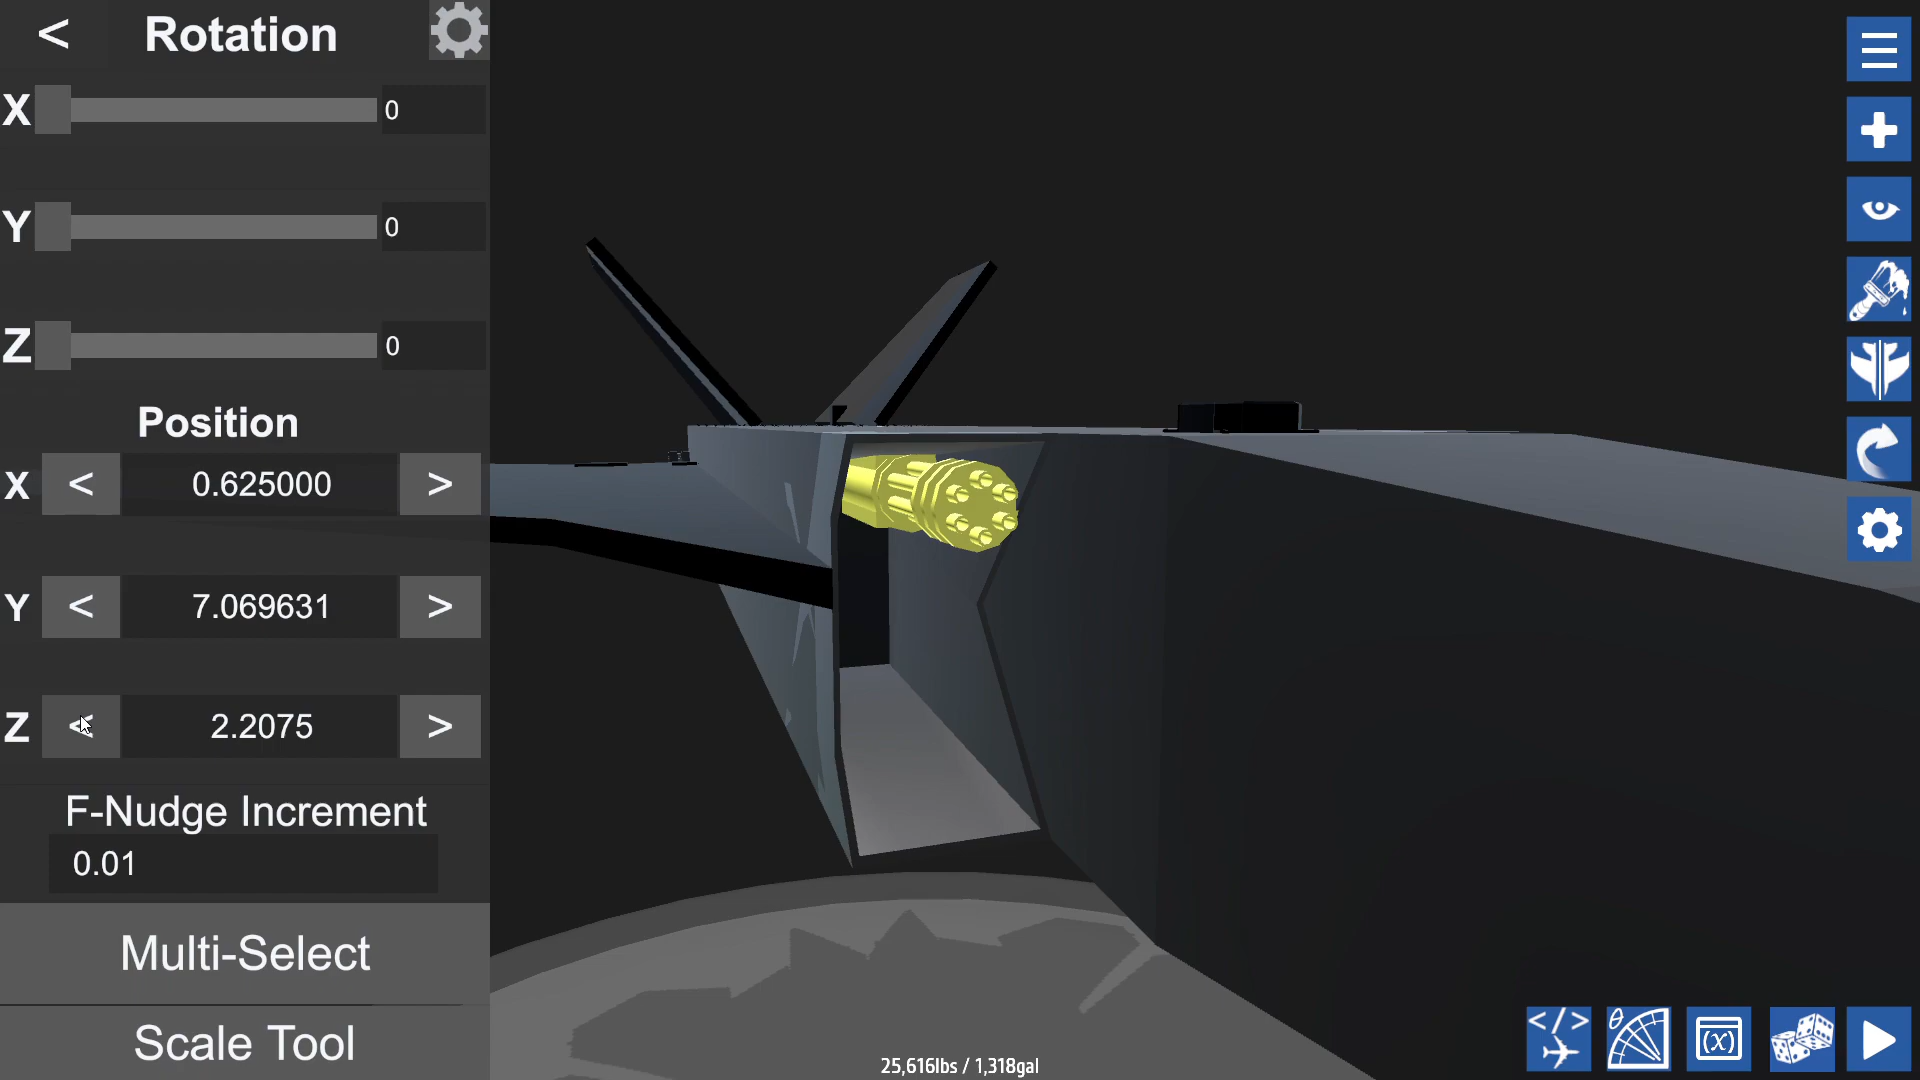 < Rotation
X 0
Y 0
Z 0
Position
X < 0.625000 >
Y < 7.069631 >
Z < 2.2075 >
F-Nudge Increment
0.01
Multi-Select
Scale Tool
25,616lbs / 1,318gal
</> θ (x)